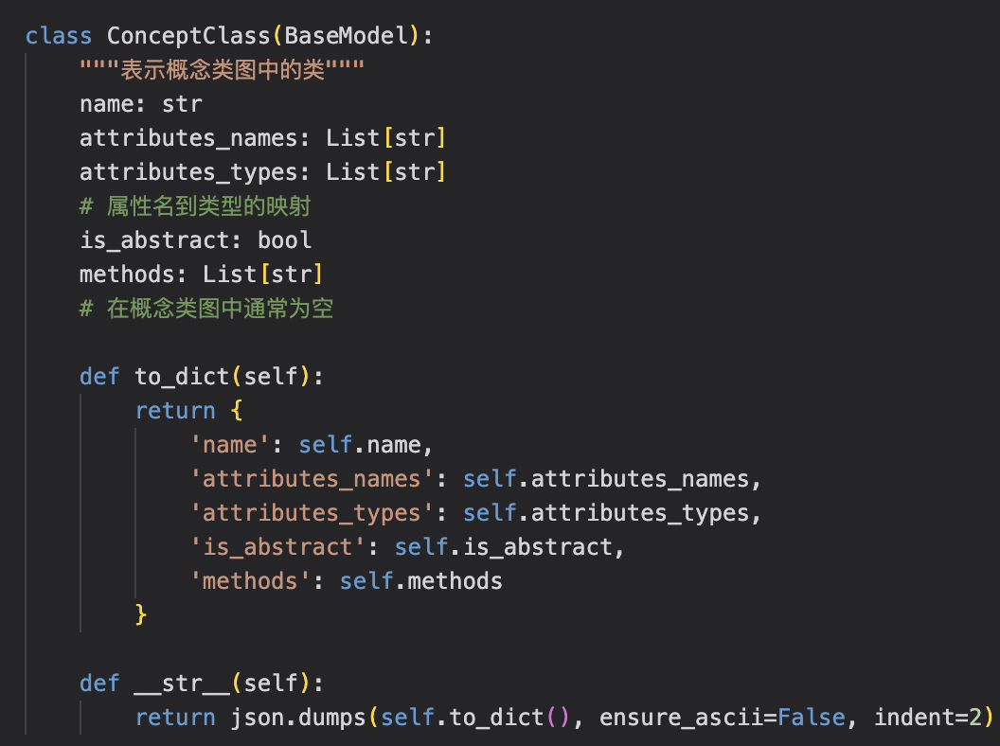 class ConceptClass(BaseModel):
    """表示概念类图中的类"""
    name: str
    attributes_names: List[str]
    attributes_types: List[str]
    # 属性名到类型的映射
    is_abstract: bool
    methods: List[str]
    # 在概念类图中通常为空

    def to_dict(self):
        return {
            'name': self.name,
            'attributes_names': self.attributes_names,
            'attributes_types': self.attributes_types,
            'is_abstract': self.is_abstract,
            'methods': self.methods
        }

    def __str__(self):
        return json.dumps(self.to_dict(), ensure_ascii=False, indent=2)